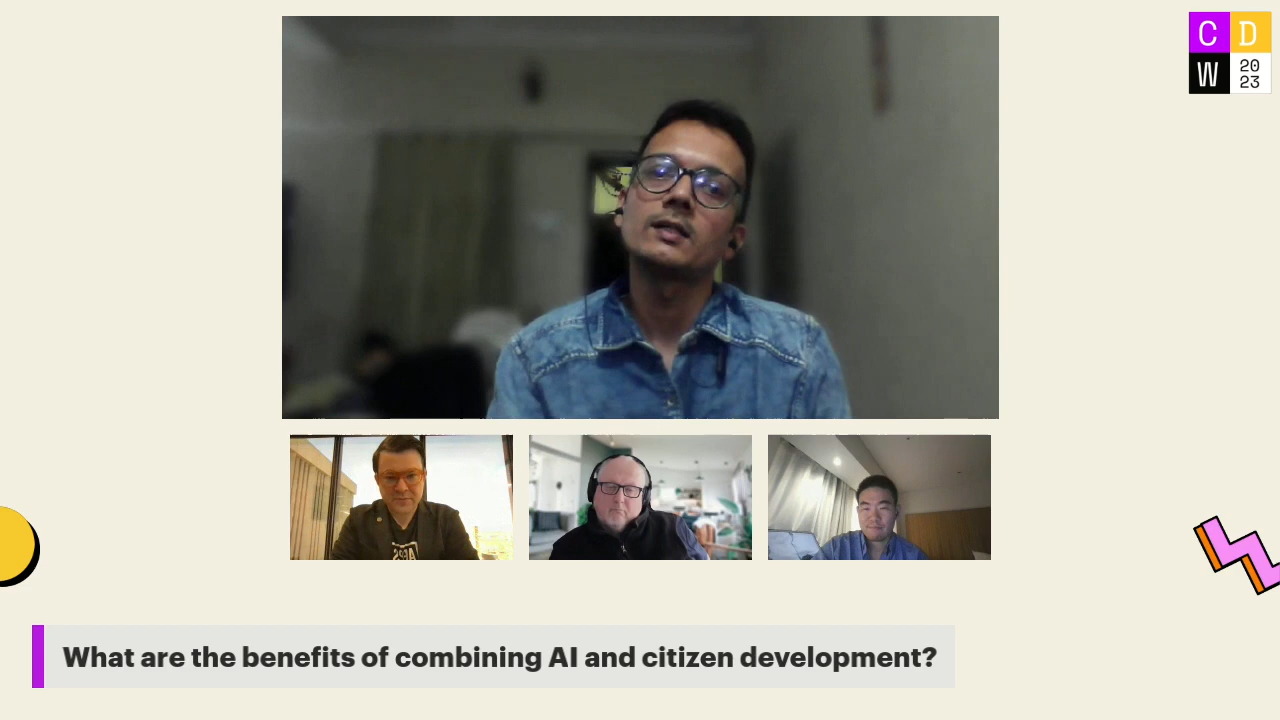 C D
W 20
23
What are the benefits of combining AI and citizen development?